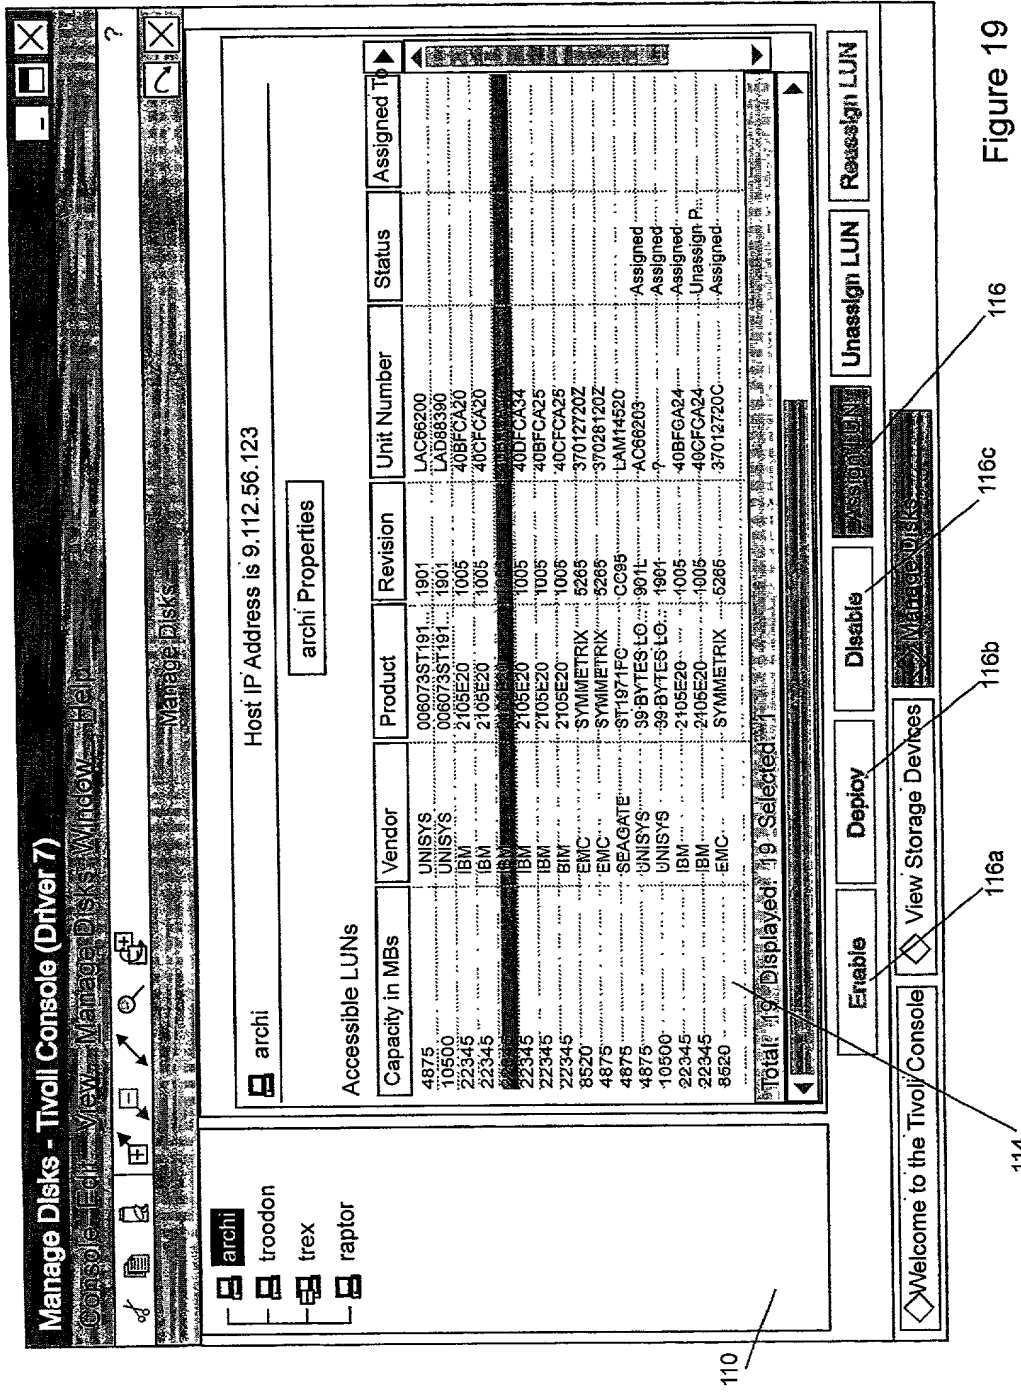 Manage Disks - Tivoli Console (Driver 7)
Console Edit View Manage Disks Window Help
?
Manage Disks
archi
troodon
trex
raptor
archi Host IP Address is 9.112.56.123
archi Properties
Accessible LUNs
Capacity in MBs Vendor Product Revision Unit Number Status Assigned To
4875 UNISYS 006073ST191... 1901 LAC66200
10500 UNISYS 006073ST191... 1901 LAD88390
22345 IBM 2105E20 1005 40BFCA20
22345 IBM 2105E20 1005 40CFCA20
22345 IBM 2105E20 1005 40DFCA34
22345 IBM 2105E20 1005 40BFCA25
22345 BIM 2105E20 1005 40CFCA25
8520 EMC SYMMETRIX 5265 37012720Z
4875 EMC SYMMETRIX 5265 37028120Z
4875 SEAGATE ST1971FC CC95 LAM14520
4875 UNISYS 39 BYTES LO... 901L AC66203 Assigned
10500 UNISYS 39 BYTES LO... 1901 ? Assigned
22345 IBM 2105E20 1005 40BFCA24 Assigned
22345 IBM 2105E20 1005 40CFCA24 Unassign P...
8520 EMC SYMMETRIX 5265 37012720C Assigned
Total: 19 Displayed: 19 Selected: 1
Enable Deploy Disable Assign LUN Unassign LUN Reassign LUN
Welcome to the Tivoli Console View Storage Devices Manage Disks
110
114
116a
116b
116c
116
Figure 19